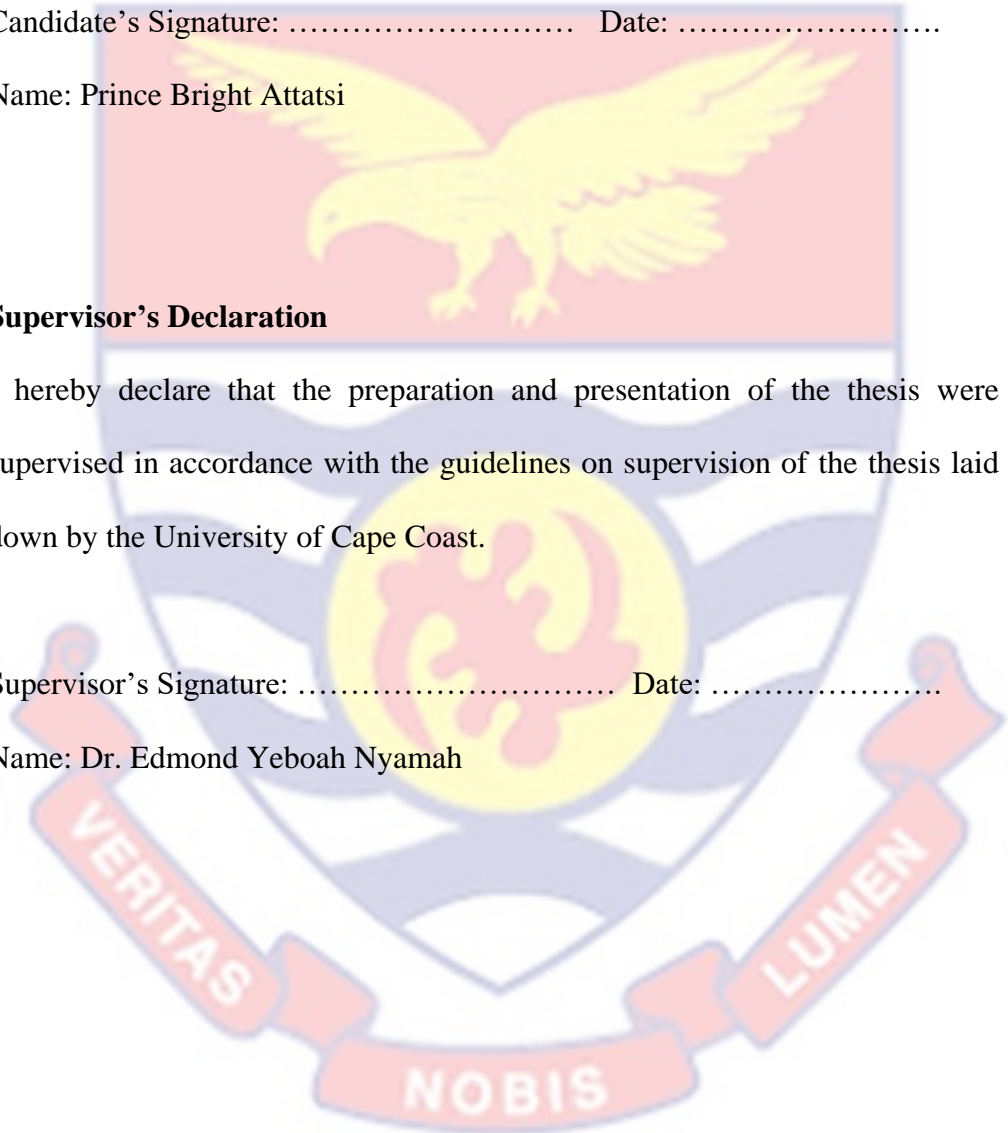 Candidate’s Signature: ……………………… Date: …………………….
Name: Prince Bright Attatsi
Supervisor’s Declaration
hereby declare that the preparation and presentation of the thesis were
supervised in accordance with the guidelines on supervision of the thesis laid
down by the University of Cape Coast.
Supervisor’s Signature: ………………………… Date: ………………….
Name: Dr. Edmond Yeboah Nyamah
VERITAS
NOBIS
LUMEN